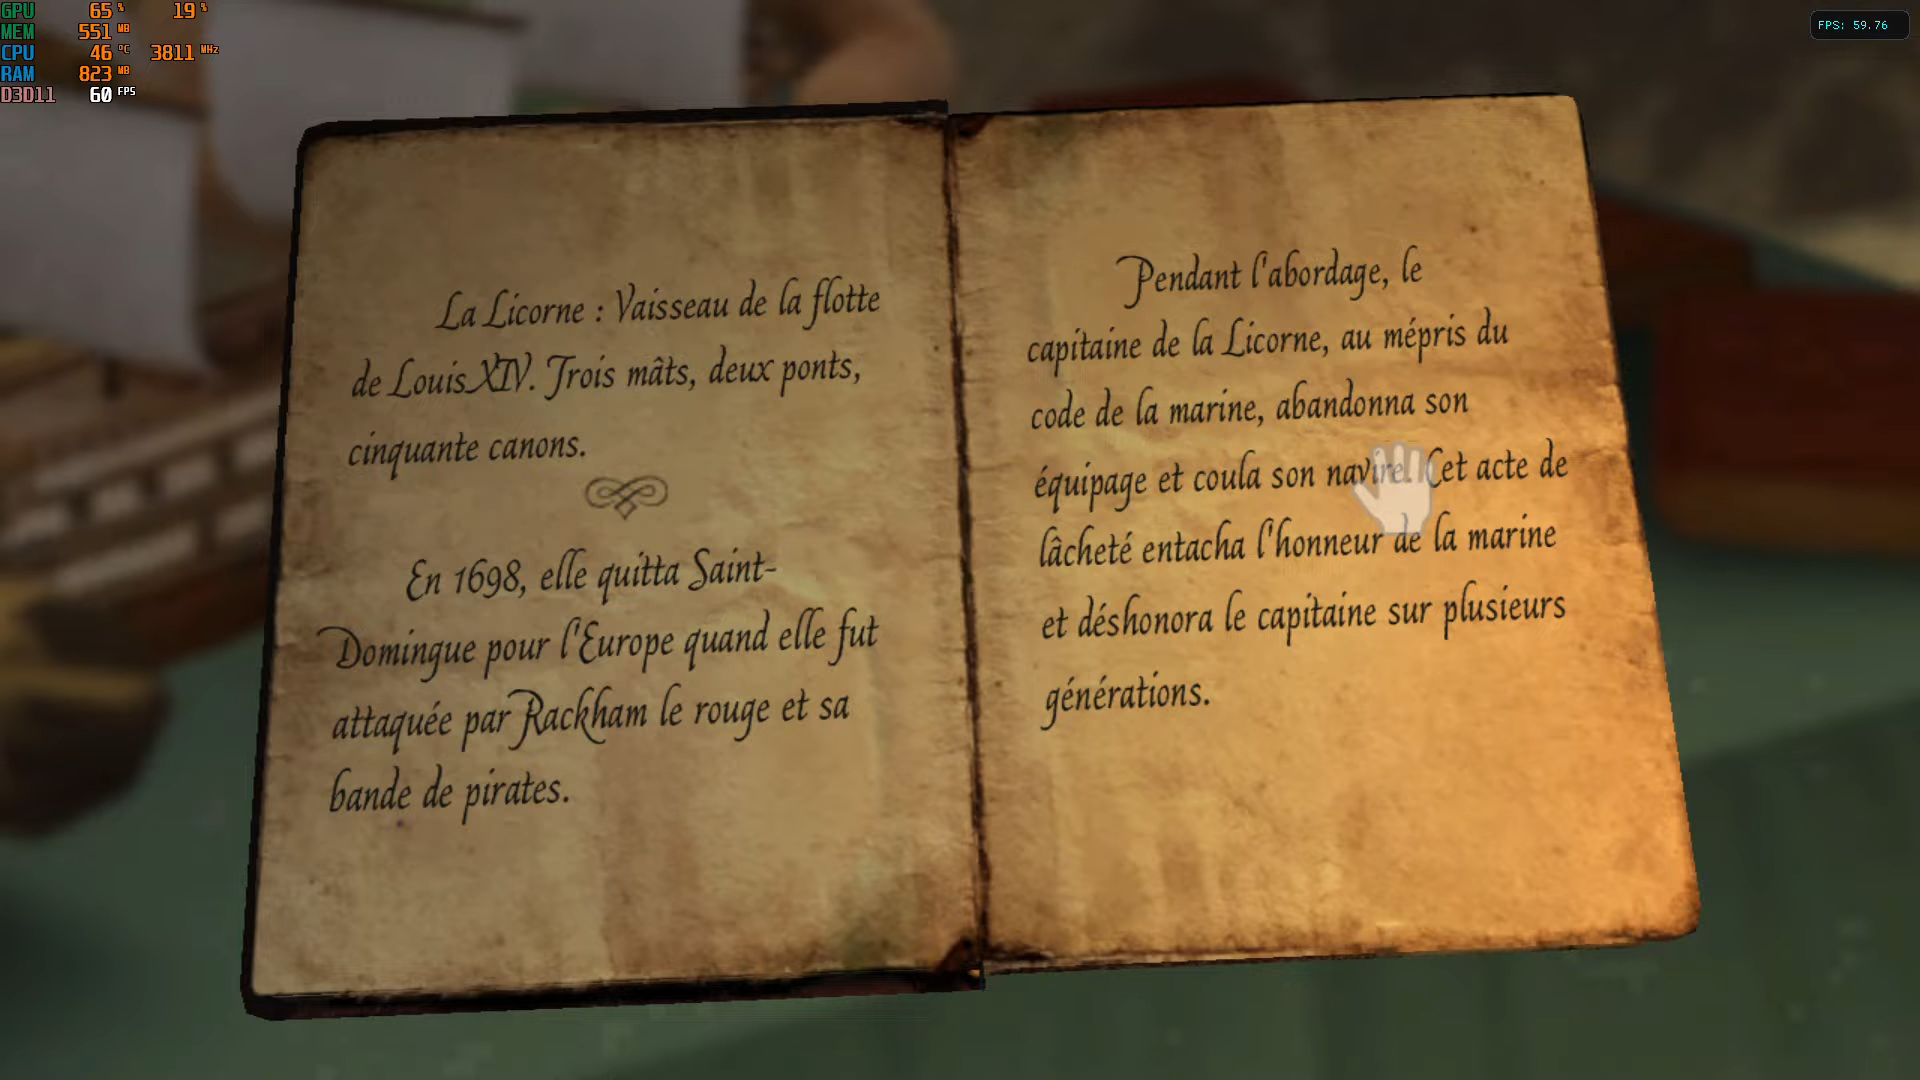 GPU 65 % 19 %
MEM 551 MB
CPU 46 °C 3811 MHz
RAM 823 MB
D3D11 60 FPS
FPS: 59.76
La Licorne : Vaisseau de la flotte
de Louis XIV. Trois mâts, deux ponts,
cinquante canons.
En 1698, elle quitta Saint-
Domingue pour l'Europe quand elle fut
attaquée par Rackham le rouge et sa
bande de pirates.
Pendant l'abordage, le
capitaine de la Licorne, au mépris du
code de la marine, abandonna son
équipage et coula son navire. Cet acte de
lâcheté entacha l'honneur de la marine
et déshonora le capitaine sur plusieurs
générations.